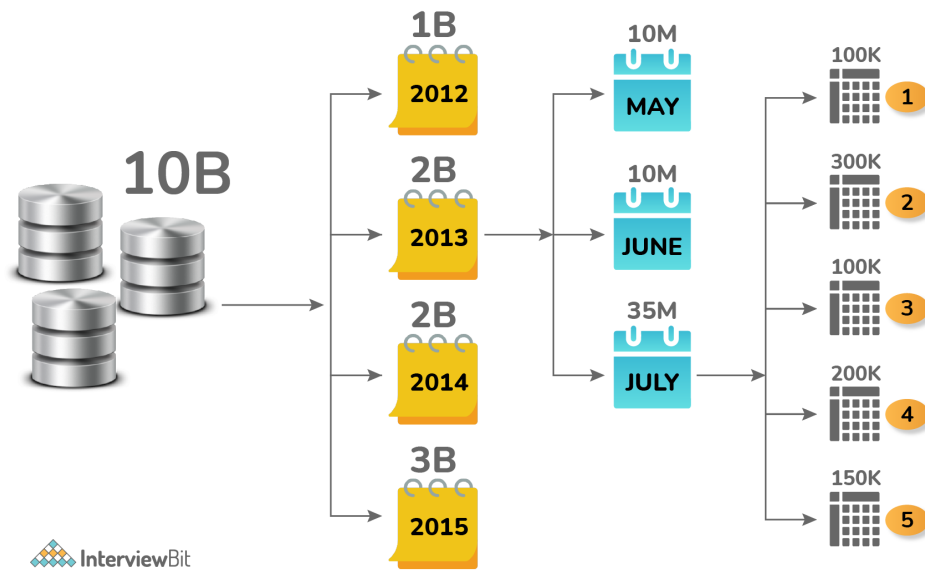 10B
1B
2012
2B
2013
2B
2014
3B
2015
10M
MAY
10M
JUNE
35M
JULY
100K
1
300K
2
100K
3
200K
4
150K
5
InterviewBit